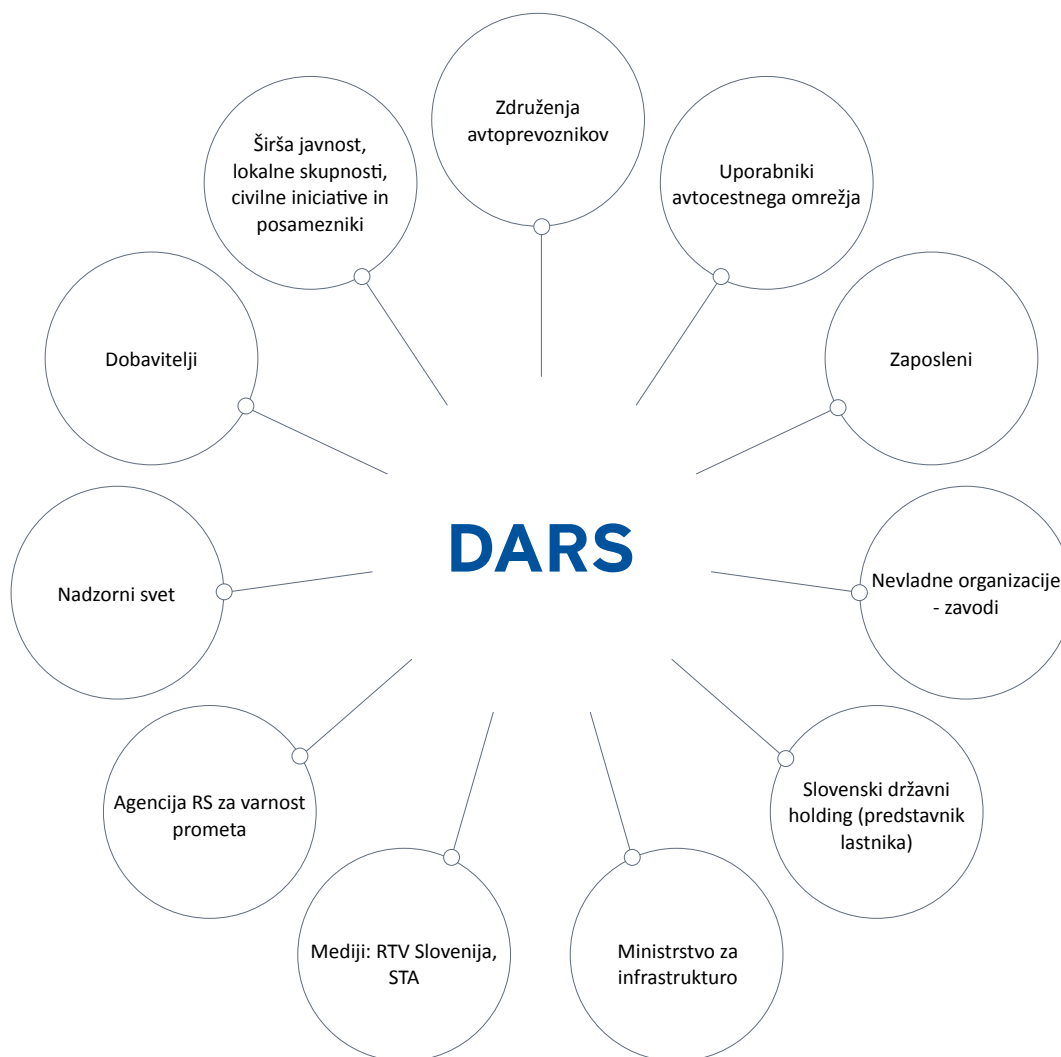 Združenja
avtoprevoznikov
Širša javnost,
lokalne skupnosti,
civilne iniciative in
posamezniki
Uporabniki
avtocestnega omrežja
Dobavitelji
Zaposleni
DARS
Nadzorni svet
Nevladne organizacije
- zavodi
Agencija RS za varnost
prometa
Slovenski državni
holding (predstavnik
lastnika)
Mediji: RTV Slovenija,
STA
Ministrstvo za
infrastrukturo